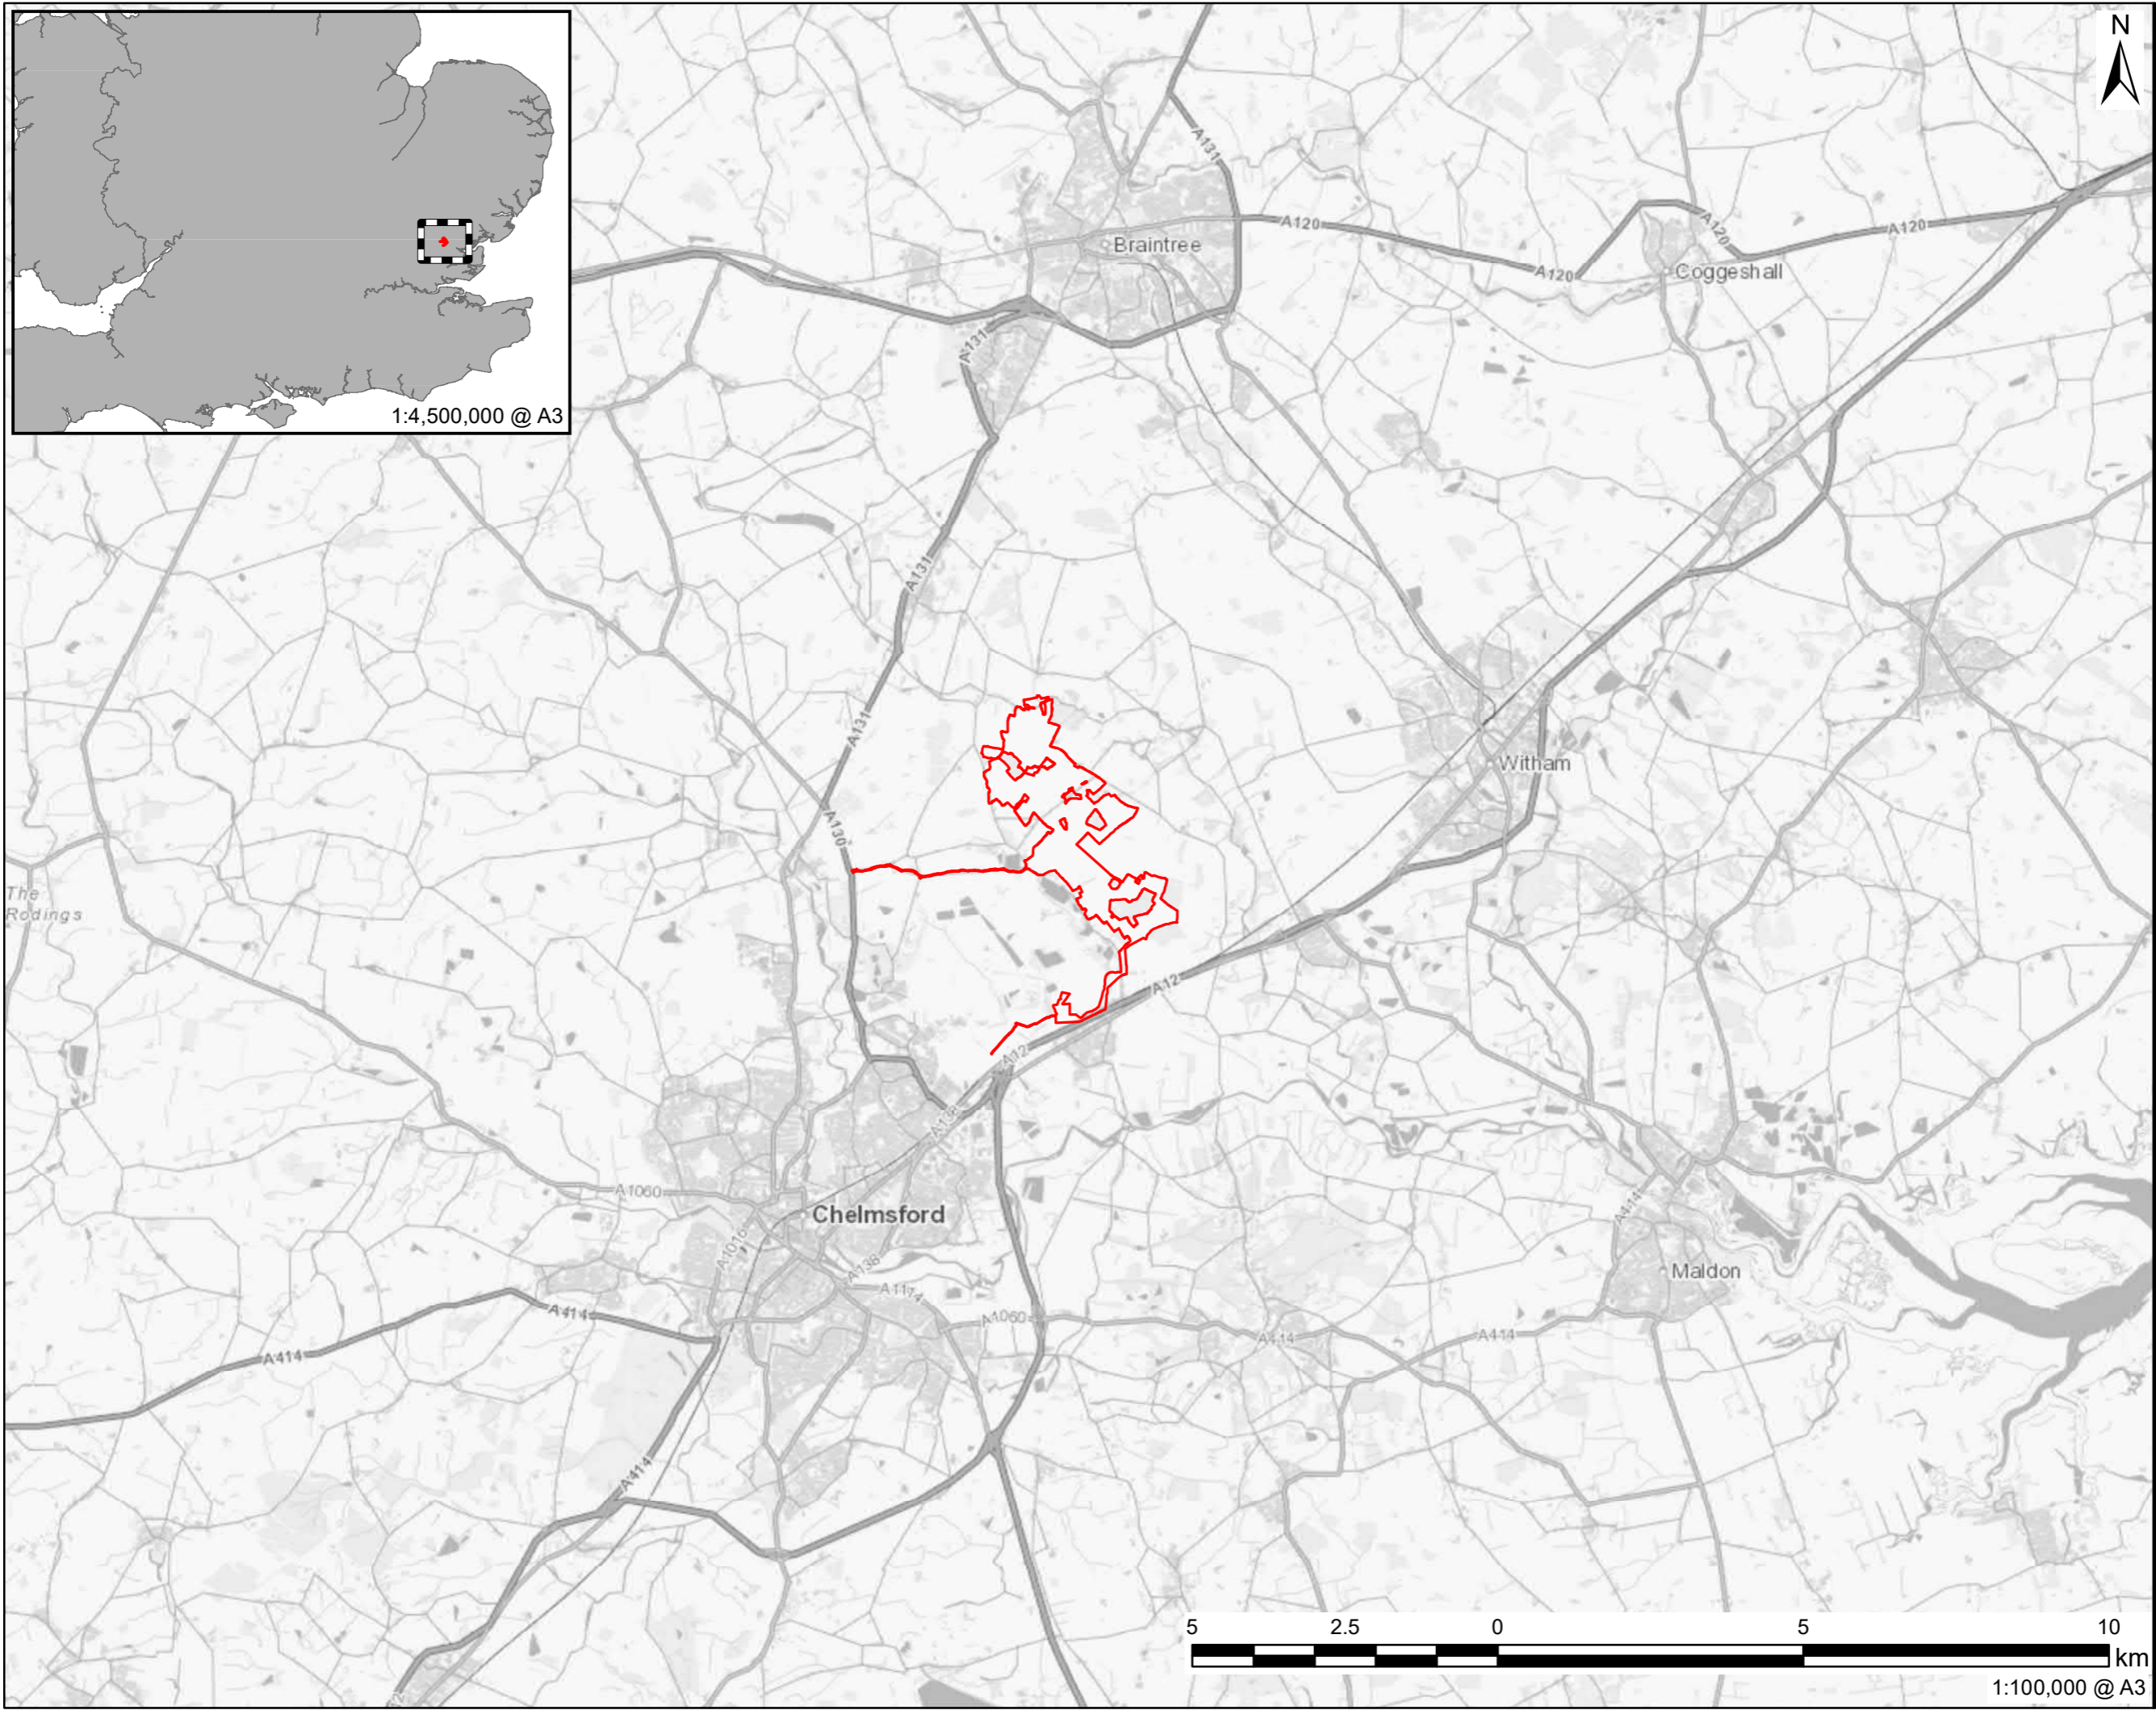 N
1:4,500,000 @ A3
A131
A120
A120
A120
A120
Braintree
Coggeshall
A131
A131
A131
A130
Witham
The
Rodings
A12
A12
A138
A1060
Chelmsford
A1016
A138
A1114
A1060
A414
A414
A414
A414
A414
A414
Maldon
5
2.5
0
5
10
km
1:100,000 @ A3